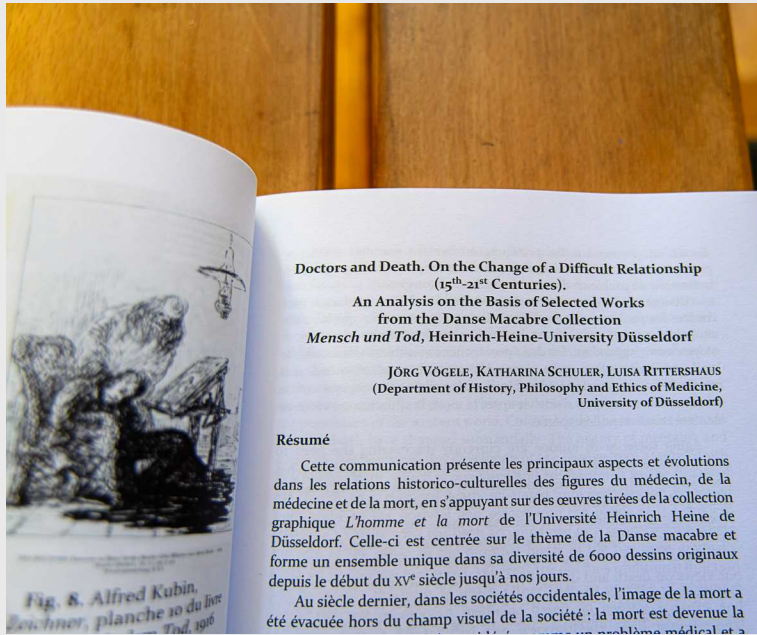 Fig. 8. Alfred Kubin,
Zeichner, planche 10 du livre
Tod, 1916
Doctors and Death. On the Change of a Difficult Relationship
(15th-21st Centuries).
An Analysis on the Basis of Selected Works
from the Danse Macabre Collection
Mensch und Tod, Heinrich-Heine-University Düsseldorf
JÖRG VÖGELE, KATHARINA SCHULER, LUISA RITTERSHAUS
(Department of History, Philosophy and Ethics of Medicine,
University of Düsseldorf)
Résumé
Cette communication présente les principaux aspects et évolutions
dans les relations historico-culturelles des figures du médecin, de la
médecine et de la mort, en s'appuyant sur des œuvres tirées de la collection
graphique L'homme et la mort de l'Université Heinrich Heine de
Düsseldorf. Celle-ci est centrée sur le thème de la Danse macabre et
forme un ensemble unique dans sa diversité de 6000 dessins originaux
depuis le début du XVe siècle jusqu'à nos jours.
Au siècle dernier, dans les sociétés occidentales, l'image de la mort a
été évacuée hors du champ visuel de la société : la mort est devenue la
un problème médical et a